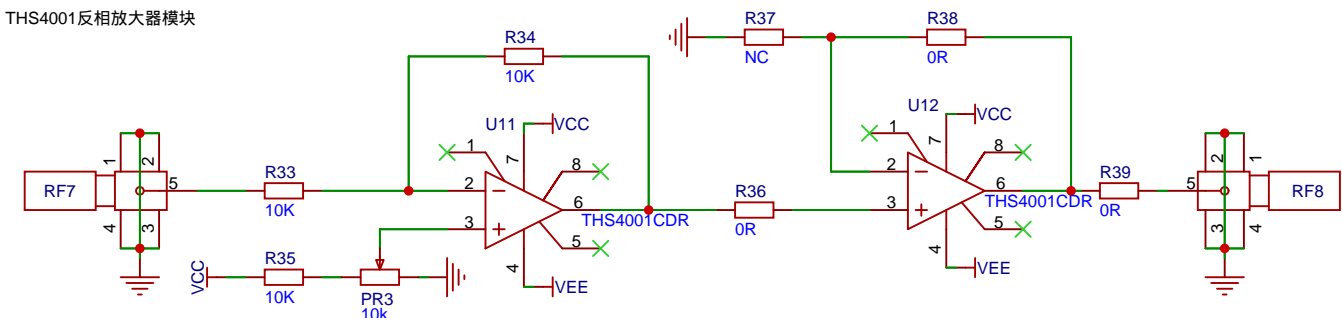 THS4001反相放大器模块
R34
10K
R37
NC
R38
0R
U11
VCC
1
7
8
2
3
6
5
4
THS4001CDR
VEE
U12
VCC
1
7
8
2
3
6
5
4
THS4001CDR
VEE
RF7
1
2
5
4
3
R33
10K
R36
0R
R39
0R
RF8
2
1
5
3
4
VCC
R35
10K
PR3
10k